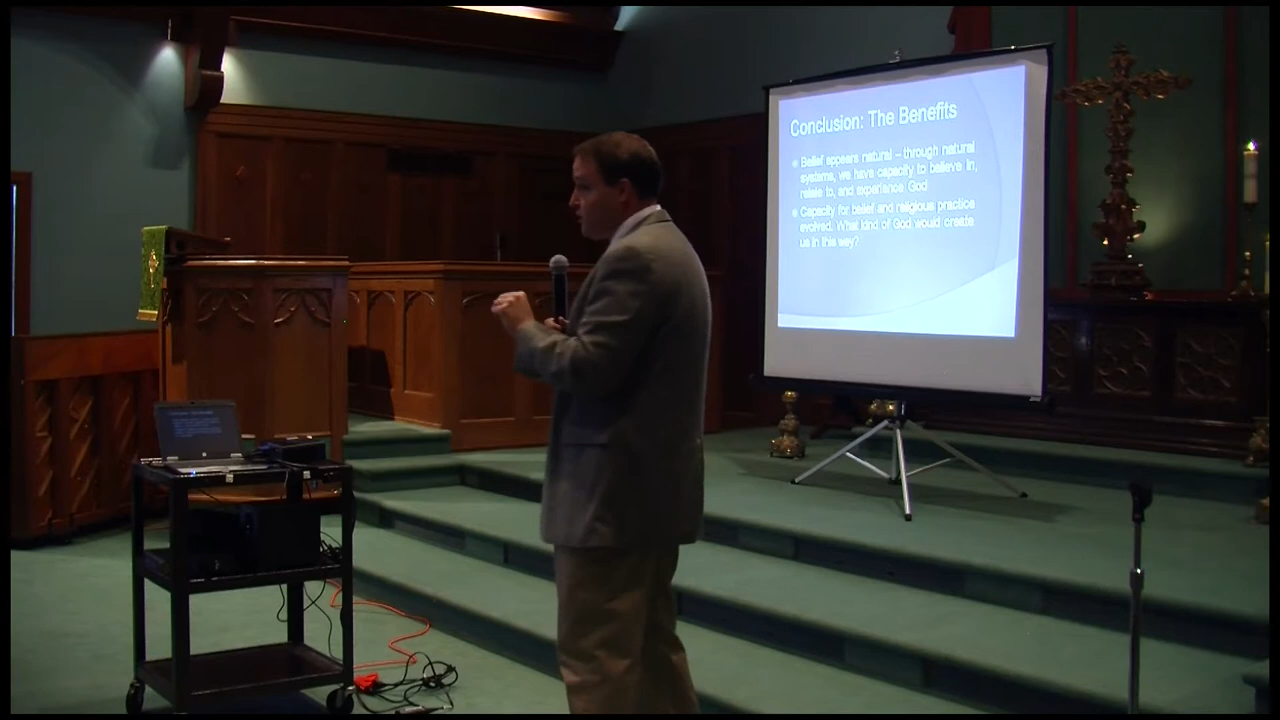 Conclusion: The Benefits
Belief appears natural – through natural
systems, we have capacity to believe in,
relate to, and experience God
Capacity for belief and religious practice
evolved. What kind of God would create
us in this way?